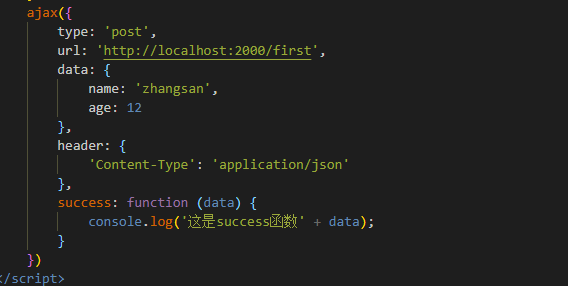 ajax({
type: 'post',
url: 'http://localhost:2000/first',
data: {
name: 'zhangsan',
age: 12
},
header: {
'Content-Type': 'application/json'
},
success: function (data) {
console.log('这是success函数' + data);
}
})
</script>